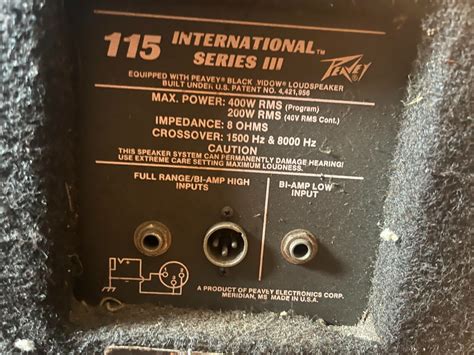 115 INTERNATIONAL™
SERIES III
PEAVEY
EQUIPPED WITH PEAVEY® BLACK WIDOW® LOUDSPEAKER
BUILT UNDER U.S. PATENT NO. 4,421,956
MAX. POWER: 400W RMS (Program)
200W RMS (40V RMS Cont.)
IMPEDANCE: 8 OHMS
CROSSOVER: 1500 Hz & 8000 Hz
CAUTION
THIS SPEAKER SYSTEM CAN PERMANENTLY DAMAGE HEARING!
USE EXTREME CARE SETTING MAXIMUM LOUDNESS.
FULL RANGE/BI-AMP HIGH
INPUTS
BI-AMP LOW
INPUT
A PRODUCT OF PEAVEY ELECTRONICS CORP.
MERIDIAN, MS MADE IN U.S.A.